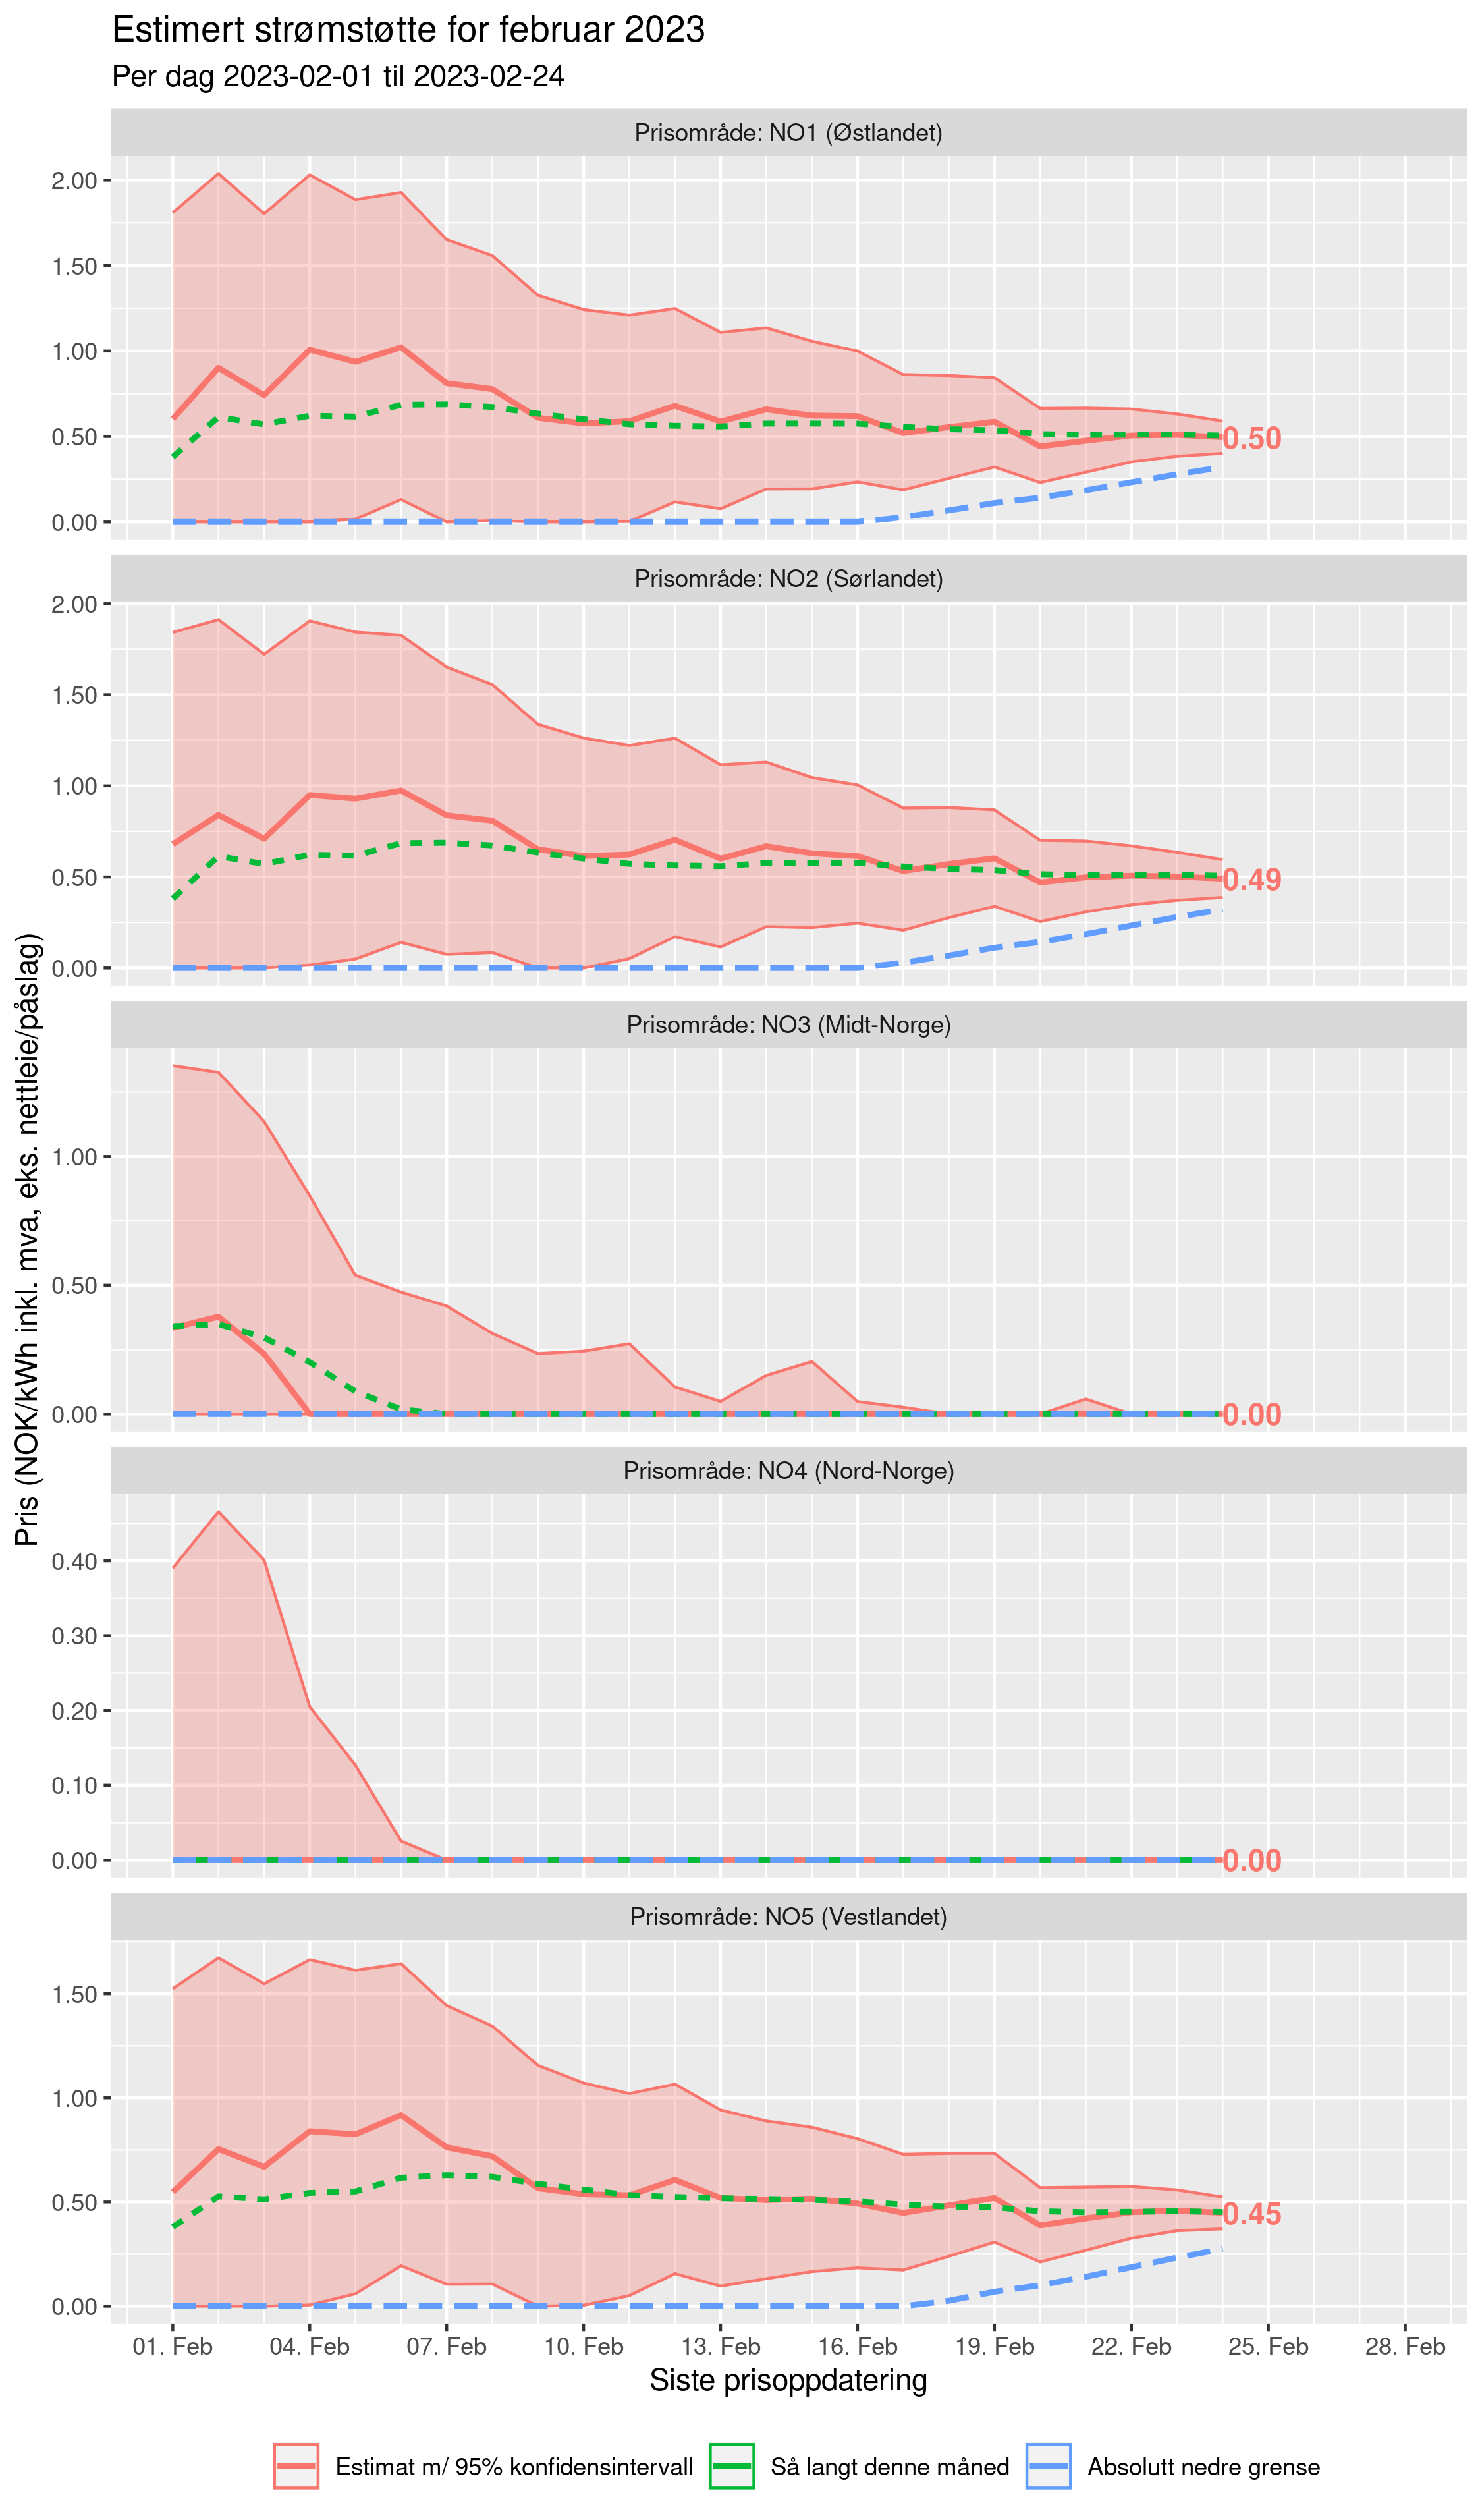 Estimert strømstøtte for februar 2023
Per dag 2023-02-01 til 2023-02-24
Prisområde: NO1 (Østlandet)
2.00
1.50
1.00
0.50
0.00
0.50
Prisområde: NO2 (Sørlandet)
2.00
1.50
1.00
0.50
0.00
0.49
Prisområde: NO3 (Midt-Norge)
1.00
0.50
0.00
0.00
Prisområde: NO4 (Nord-Norge)
0.40
0.30
0.20
0.10
0.00
0.00
Prisområde: NO5 (Vestlandet)
1.50
1.00
0.50
0.00
0.45
Pris (NOK/kWh inkl. mva, eks. nettleie/påslag)
01. Feb 04. Feb 07. Feb 10. Feb 13. Feb 16. Feb 19. Feb 22. Feb 25. Feb 28. Feb
Siste prisoppdatering
Estimat m/ 95% konfidensintervall Så langt denne måned Absolutt nedre grense